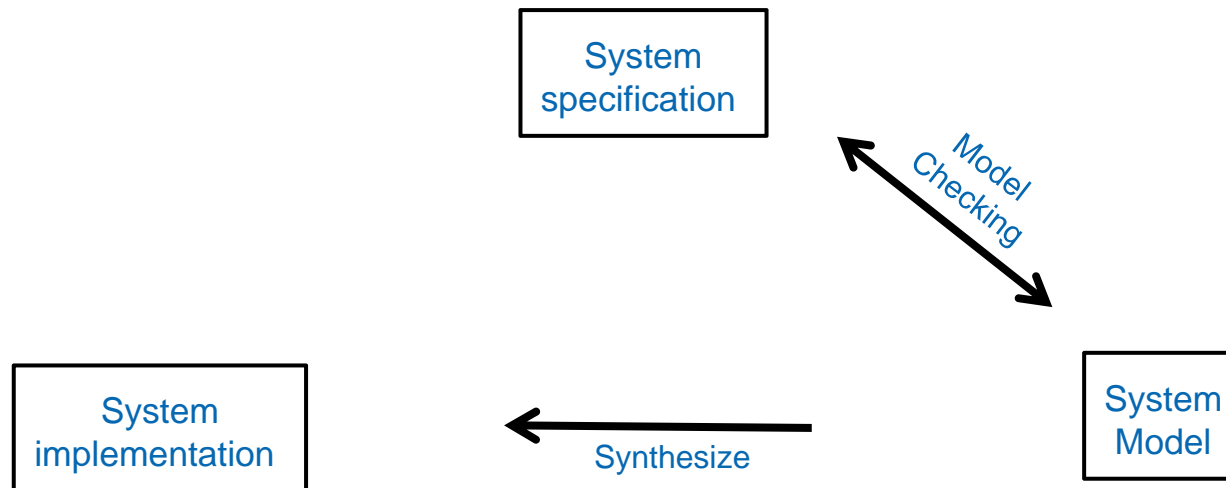 System
specification
Model
Checking
System
implementation
Synthesize
System
Model